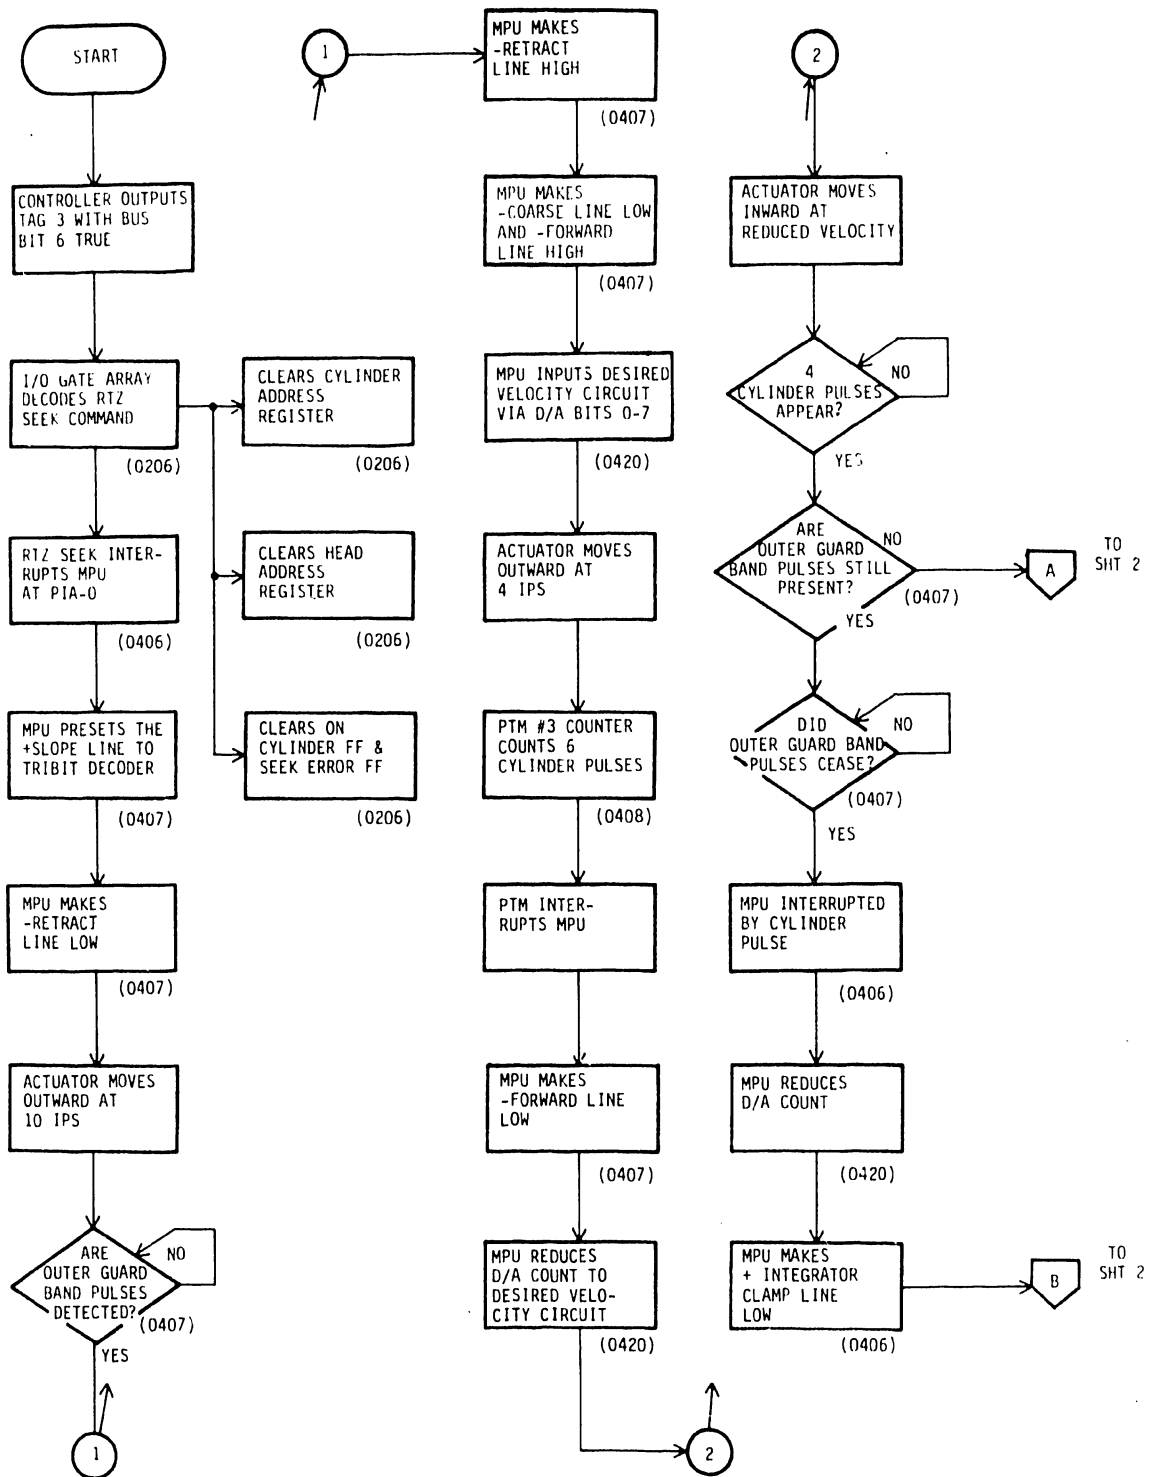 START
CONTROLLER OUTPUTS
TAG 3 WITH BUS
BIT 6 TRUE
I/O GATE ARRAY
DECODES RTZ
SEEK COMMAND
(0206)
CLEARS CYLINDER
ADDRESS
REGISTER
(0206)
RTZ SEEK INTER-
RUPTS MPU
AT PIA-0
(0406)
CLEARS HEAD
ADDRESS
REGISTER
(0206)
MPU PRESETS THE
+SLOPE LINE TO
TRIBIT DECODER
(0407)
CLEARS ON
CYLINDER FF &
SEEK ERROR FF
(0206)
MPU MAKES
-RETRACT
LINE LOW
(0407)
ACTUATOR MOVES
OUTWARD AT
10 IPS
ARE
OUTER GUARD
BAND PULSES
DETECTED?
NO
(0407)
YES
1
1
MPU MAKES
-RETRACT
LINE HIGH
(0407)
MPU MAKES
-COARSE LINE LOW
AND -FORWARD
LINE HIGH
(0407)
MPU INPUTS DESIRED
VELOCITY CIRCUIT
VIA D/A BITS 0-7
(0420)
ACTUATOR MOVES
OUTWARD AT
4 IPS
PTM #3 COUNTER
COUNTS 6
CYLINDER PULSES
(0408)
PTM INTER-
RUPTS MPU
MPU MAKES
-FORWARD LINE
LOW
(0407)
MPU REDUCES
D/A COUNT TO
DESIRED VELO-
CITY CIRCUIT
(0420)
2
2
ACTUATOR MOVES
INWARD AT
REDUCED VELOCITY
4
CYLINDER PULSES
APPEAR?
NO
YES
ARE
OUTER GUARD
BAND PULSES STILL
PRESENT?
NO
(0407)
YES
A
TO
SHT 2
DID
OUTER GUARD BAND
PULSES CEASE?
NO
(0407)
YES
MPU INTERRUPTED
BY CYLINDER
PULSE
(0406)
MPU REDUCES
D/A COUNT
(0420)
MPU MAKES
+ INTEGRATOR
CLAMP LINE
LOW
(0406)
B
TO
SHT 2